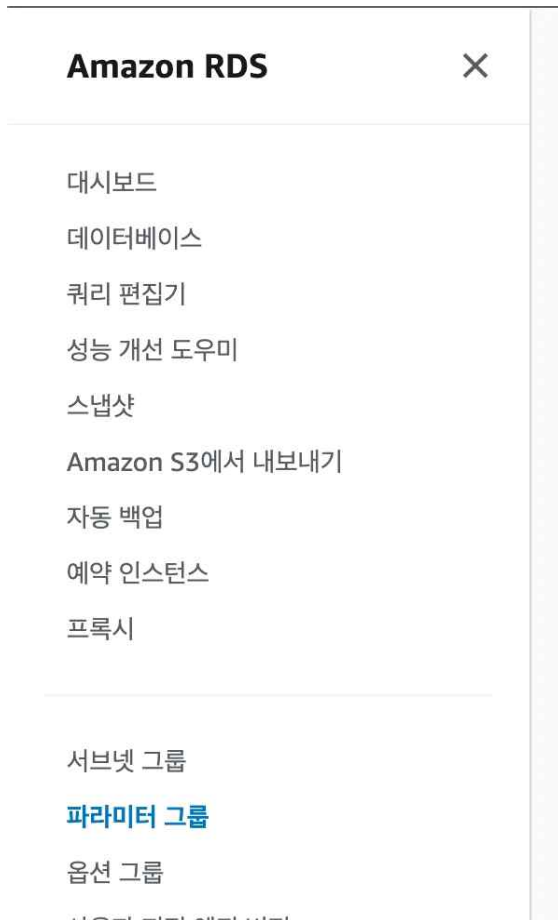 Amazon RDS
대시보드
데이터베이스
쿼리 편집기
성능 개선 도우미
스냅샷
Amazon S3에서 내보내기
자동 백업
예약 인스턴스
프록시
서브넷 그룹
파라미터 그룹
옵션 그룹